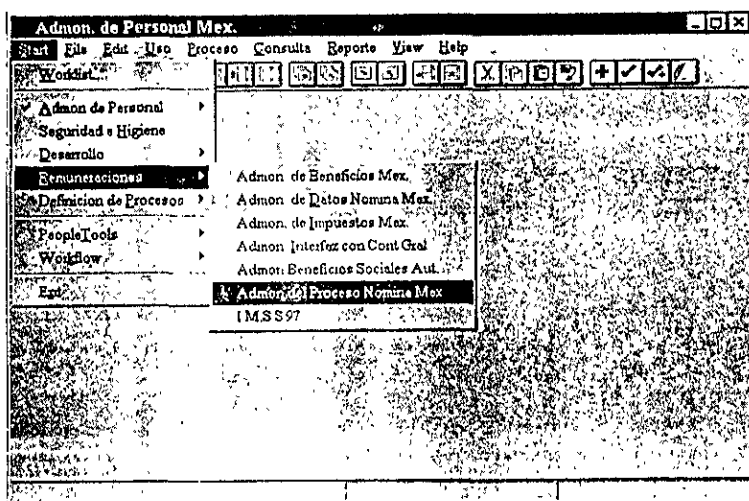 Admon. de Personal Mex.
Start File Edit Uso Proceso Consulta Reporte View Help
Worklist...
Admon de Personal
Seguridad e Higiene
Desarrollo
Remuneraciones
Definicion de Procesos
PeopleTools
Workflow
Exit
Admon. de Beneficios Mex.
Admon. de Datos Nomina Mex.
Admon. de Impuestos Mex.
Admon. Interfaz con Cont Gral
Admon Beneficios Sociales Aut.
Admon del Proceso Nomina Mex
I M.S S 97